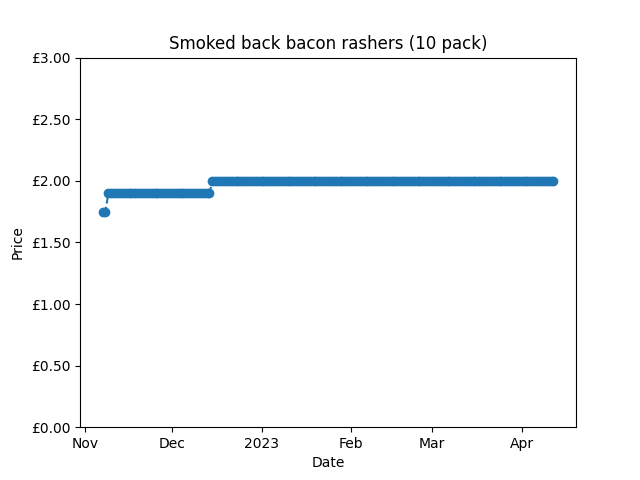 Smoked back bacon rashers (10 pack)
£3.00
£2.50
£2.00
£1.50
£1.00
£0.50
£0.00
Price
Nov Dec 2023 Feb Mar Apr
Date